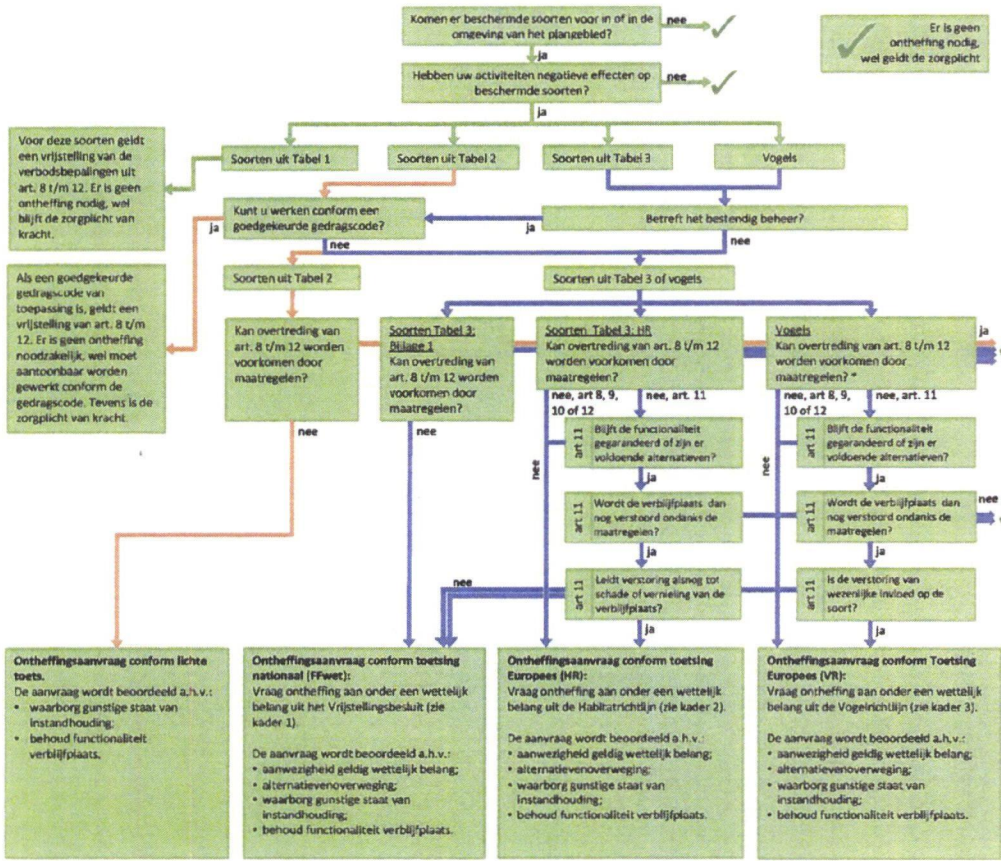 Komen er beschermde soorten voor in of in de
omgeving van het plangebied?
nee
Er is geen
ontheffing nodig,
wel geldt de zorgplicht
ja
Hebben uw activiteiten negatieve effecten op
beschermde soorten?
nee
ja
Voor deze soorten geldt
een vrijstelling van de
verbodsbepalingen uit
art. 8 t/m 12. Er is geen
ontheffing nodig, wel
blijft de zorgplicht van
kracht.
Soorten uit Tabel 1
Soorten uit Tabel 2
Soorten uit Tabel 3
Vogels
ja
Kunt u werken conform een
goedgekeurde gedragscode?
ja
Betreft het bestendig beheer?
nee
nee
Als een goedgekeurde
gedragscode van
toepassing is, geldt een
vrijstelling van art. 8 t/m
12. Er is geen ontheffing
noodzakelijk, wel moet
aantoonbaar worden
gewerkt conform de
gedragscode. Tevens is de
zorgplicht van kracht.
Soorten uit Tabel 2
Soorten uit Tabel 3 of vogels
Kan overtreding van
art. 8 t/m 12 worden
voorkomen door
maatregelen?
Soorten Tabel 3;
Bijlage 1
Kan overtreding van
art. 8 t/m 12 worden
voorkomen door
maatregelen?
Soorten Tabel 3; HR
Kan overtreding van art. 8 t/m 12
worden voorkomen door
maatregelen?
Vogels
Kan overtreding van art. 8 t/m 12
worden voorkomen door
maatregelen? *
ja
nee
nee
nee, art 8, 9,
10 of 12
nee, art. 11
nee, art 8, 9,
10 of 12
nee, art. 11
nee
art 11
Blijft de functionaliteit
gegarandeerd of zijn er
voldoende alternatieven?
nee
art 11
Blijft de functionaliteit
gegarandeerd of zijn er
voldoende alternatieven?
ja
ja
art 11
Wordt de verblijfplaats dan
nog verstoord ondanks de
maatregelen?
art 11
Wordt de verblijfplaats dan
nog verstoord ondanks de
maatregelen?
nee
ja
ja
nee
art 11
Leidt verstoring alsnog tot
schade of vernieling van de
verblijfplaats?
art 11
Is de verstoring van
wezenlijke invloed op de
soort?
ja
ja
Ontheffingsaanvraag conform lichte
toets.
De aanvraag wordt beoordeeld a.h.v.:
• waarborg gunstige staat van
instandhouding;
• behoud functionaliteit
verblijfplaats.
Ontheffingsaanvraag conform toetsing
nationaal (FFwet):
Vraag ontheffing aan onder een wettelijk
belang uit het Vrijstellingsbesluit (zie
kader 1).
De aanvraag wordt beoordeeld a.h.v.:
• aanwezigheid geldig wettelijk belang;
• alternatievenoverweging;
• waarborg gunstige staat van
instandhouding;
• behoud functionaliteit verblijfplaats.
Ontheffingsaanvraag conform toetsing
Europees (HR):
Vraag ontheffing aan onder een wettelijk
belang uit de Habitatrichtlijn (zie kader 2).
De aanvraag wordt beoordeeld a.h.v.:
• aanwezigheid geldig wettelijk belang;
• alternatievenoverweging;
• waarborg gunstige staat van
instandhouding;
• behoud functionaliteit verblijfplaats.
Ontheffingsaanvraag conform Toetsing
Europees (VR):
Vraag ontheffing aan onder een wettelijk
belang uit de Vogelrichtlijn (zie kader 3).
De aanvraag wordt beoordeeld a.h.v.:
• aanwezigheid geldig wettelijk belang;
• alternatievenoverweging;
• waarborg gunstige staat van
instandhouding;
• behoud functionaliteit verblijfplaats.